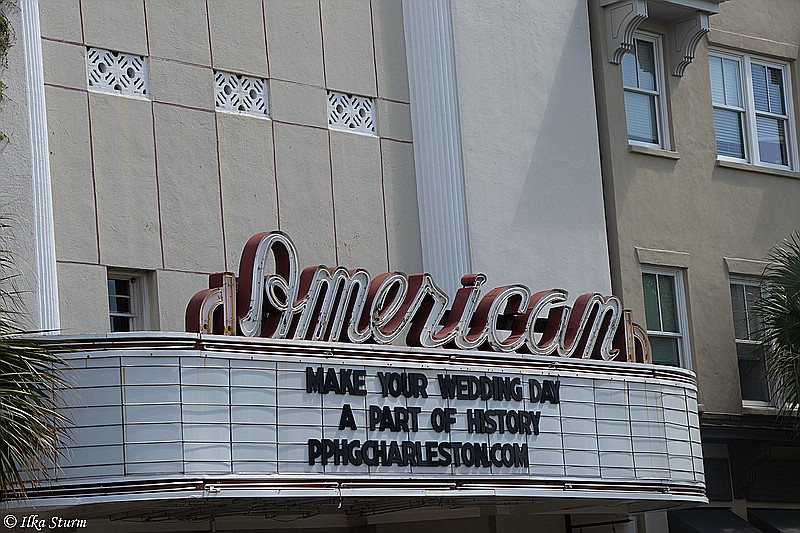 American
MAKE YOUR WEDDING DAY
A PART OF HISTORY
PPHGCHARLESTON.COM
© Ilka Sturm